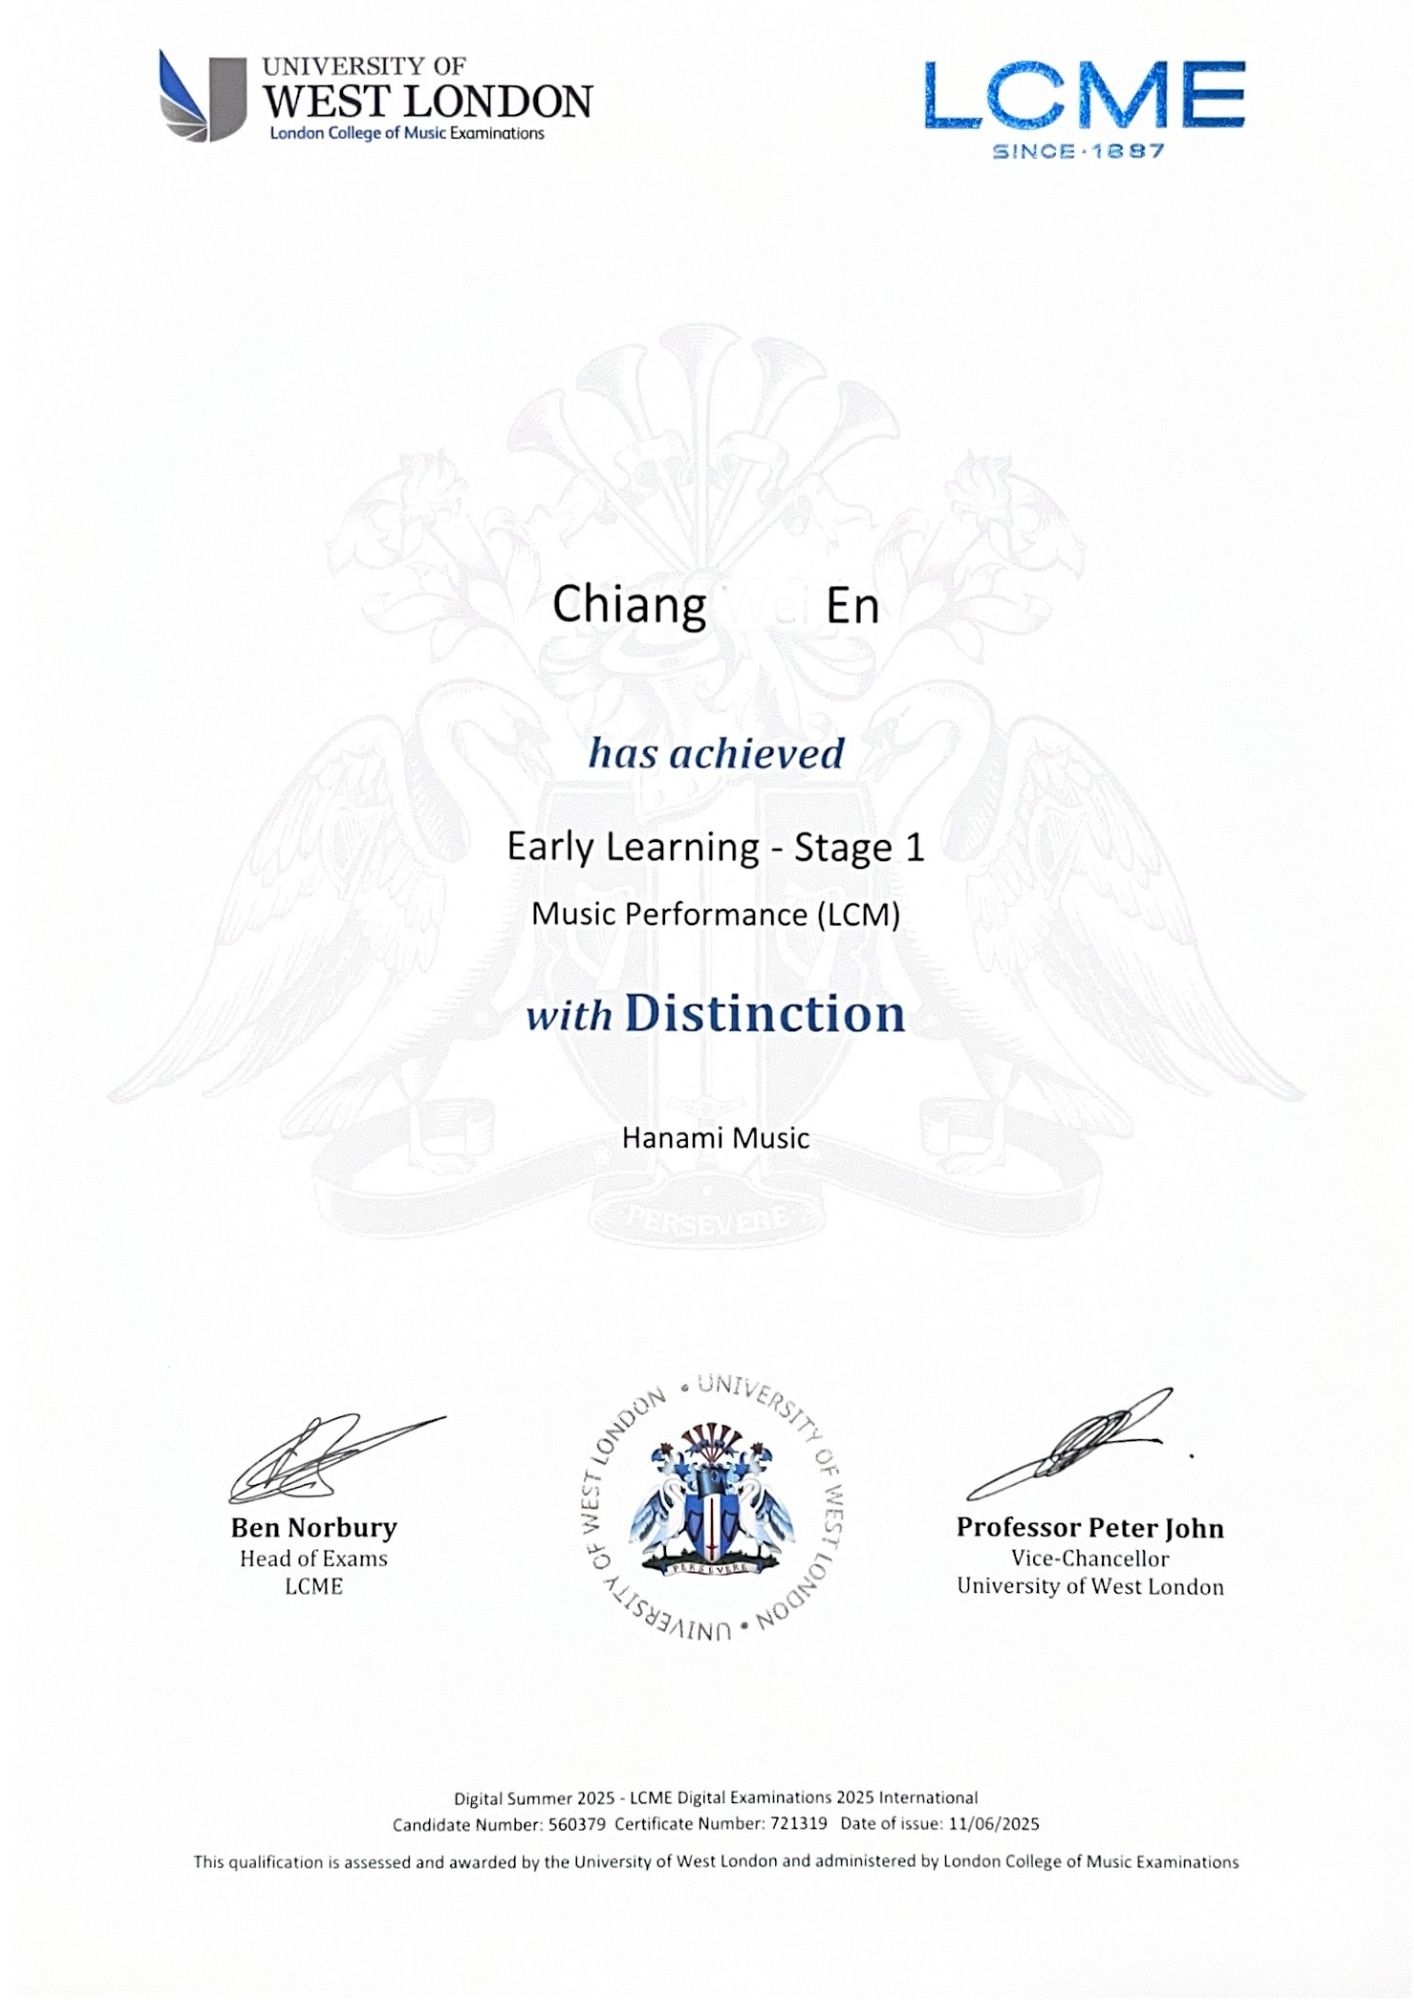 UNIVERSITY OF
WEST LONDON
London College of Music Examinations
LCME
SINCE·1887
Chiang Wei En
has achieved
Early Learning - Stage 1
Music Performance (LCM)
with Distinction
Hanami Music
PERSEVERE
• UNIVERSITY OF WEST LONDON • UNIVERSITY OF WEST LONDON
PERSEVERE
Ben Norbury
Head of Exams
LCME
Professor Peter John
Vice-Chancellor
University of West London
Digital Summer 2025 - LCME Digital Examinations 2025 International
Candidate Number: 560379 Certificate Number: 721319 Date of issue: 11/06/2025
This qualification is assessed and awarded by the University of West London and administered by London College of Music Examinations